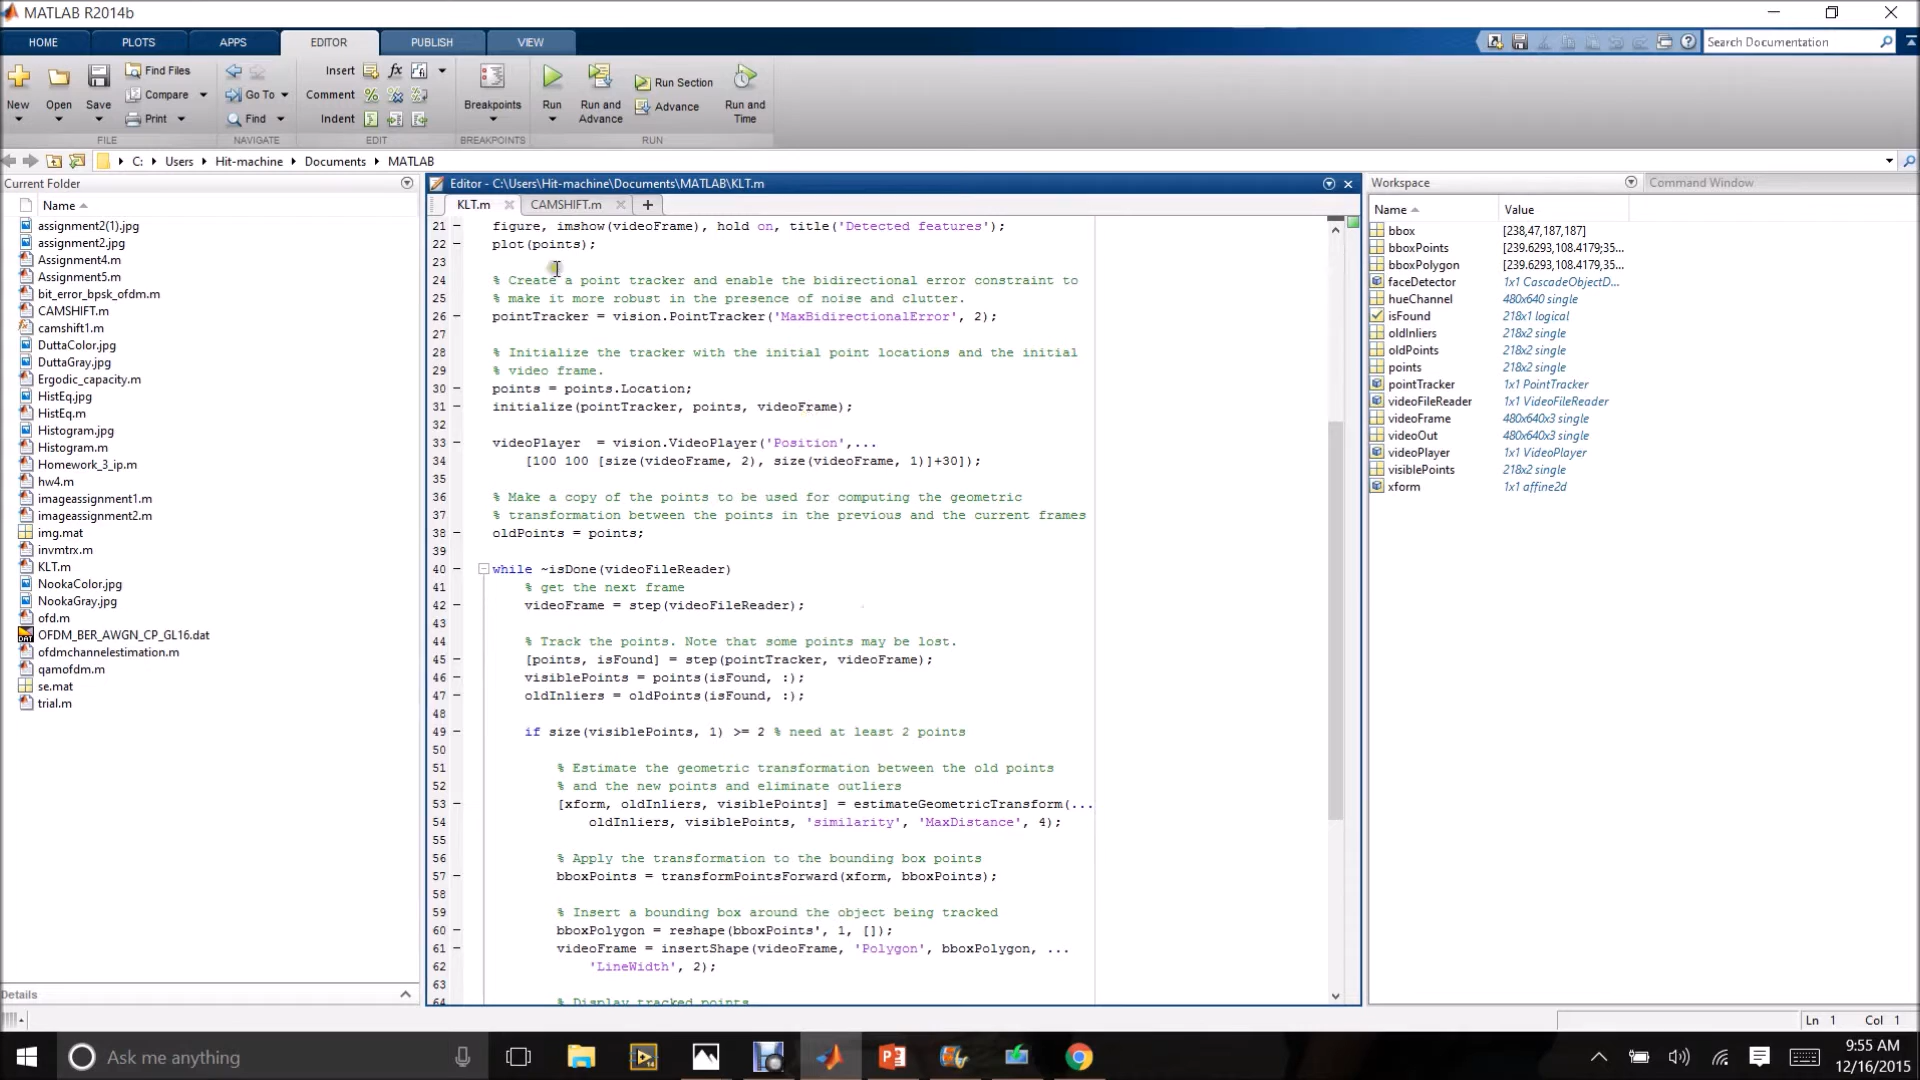 MATLAB R2014b
HOME PLOTS APPS EDITOR PUBLISH VIEW
Search Documentation
New Open Save
Find Files
Compare
Print
FILE
Go To
Find
NAVIGATE
Insert
Comment
Indent
EDIT
Breakpoints
BREAKPOINTS
Run
Run and Advance
Run Section
Advance
Run and Time
RUN
C: Users Hit-machine Documents MATLAB
Current Folder
Name
assignment2(1).jpg
assignment2.jpg
Assignment4.m
Assignment5.m
bit_error_bpsk_ofdm.m
CAMSHIFT.m
camshift1.m
DuttaColor.jpg
DuttaGray.jpg
Ergodic_capacity.m
HistEq.jpg
HistEq.m
Histogram.jpg
Histogram.m
Homework_3_ip.m
hw4.m
imageassignment1.m
imageassignment2.m
img.mat
invmtrx.m
KLT.m
NookaColor.jpg
NookaGray.jpg
ofd.m
OFDM_BER_AWGN_CP_GL16.dat
ofdmchannelestimation.m
qamofdm.m
se.mat
trial.m
Details
Editor - C:\Users\Hit-machine\Documents\MATLAB\KLT.m
KLT.m CAMSHIFT.m
21 figure, imshow(videoFrame), hold on, title('Detected features');
22 plot(points);
23
24 % Create a point tracker and enable the bidirectional error constraint to
25 % make it more robust in the presence of noise and clutter.
26 pointTracker = vision.PointTracker('MaxBidirectionalError', 2);
27
28 % Initialize the tracker with the initial point locations and the initial
29 % video frame.
30 points = points.Location;
31 initialize(pointTracker, points, videoFrame);
32
33 videoPlayer  = vision.VideoPlayer('Position',...
34 [100 100 [size(videoFrame, 2), size(videoFrame, 1)]+30]);
35
36 % Make a copy of the points to be used for computing the geometric
37 % transformation between the points in the previous and the current frames
38 oldPoints = points;
39
40 while ~isDone(videoFileReader)
41 % get the next frame
42 videoFrame = step(videoFileReader);
43
44 % Track the points. Note that some points may be lost.
45 [points, isFound] = step(pointTracker, videoFrame);
46 visiblePoints = points(isFound, :);
47 oldInliers = oldPoints(isFound, :);
48
49 if size(visiblePoints, 1) >= 2 % need at least 2 points
50
51 % Estimate the geometric transformation between the old points
52 % and the new points and eliminate outliers
53 [xform, oldInliers, visiblePoints] = estimateGeometricTransform(...
54 oldInliers, visiblePoints, 'similarity', 'MaxDistance', 4);
55
56 % Apply the transformation to the bounding box points
57 bboxPoints = transformPointsForward(xform, bboxPoints);
58
59 % Insert a bounding box around the object being tracked
60 bboxPolygon = reshape(bboxPoints', 1, []);
61 videoFrame = insertShape(videoFrame, 'Polygon', bboxPolygon, ...
62 'LineWidth', 2);
63
64 % Display tracked points
Workspace Command Window
Name Value
bbox [238,47,187,187]
bboxPoints [239.6293,108.4179;35...
bboxPolygon [239.6293,108.4179,35...
faceDetector 1x1 CascadeObjectD...
hueChannel 480x640 single
isFound 218x1 logical
oldInliers 218x2 single
oldPoints 218x2 single
points 218x2 single
pointTracker 1x1 PointTracker
videoFileReader 1x1 VideoFileReader
videoFrame 480x640x3 single
videoOut 480x640x3 single
videoPlayer 1x1 VideoPlayer
visiblePoints 218x2 single
xform 1x1 affine2d
Ln 1 Col 1
Ask me anything
9:55 AM
12/16/2015